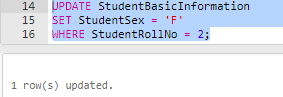 14 UPDATE StudentBasicInformation
15 SET StudentSex = 'F'
16 WHERE StudentRollNo = 2;
1 row(s) updated.